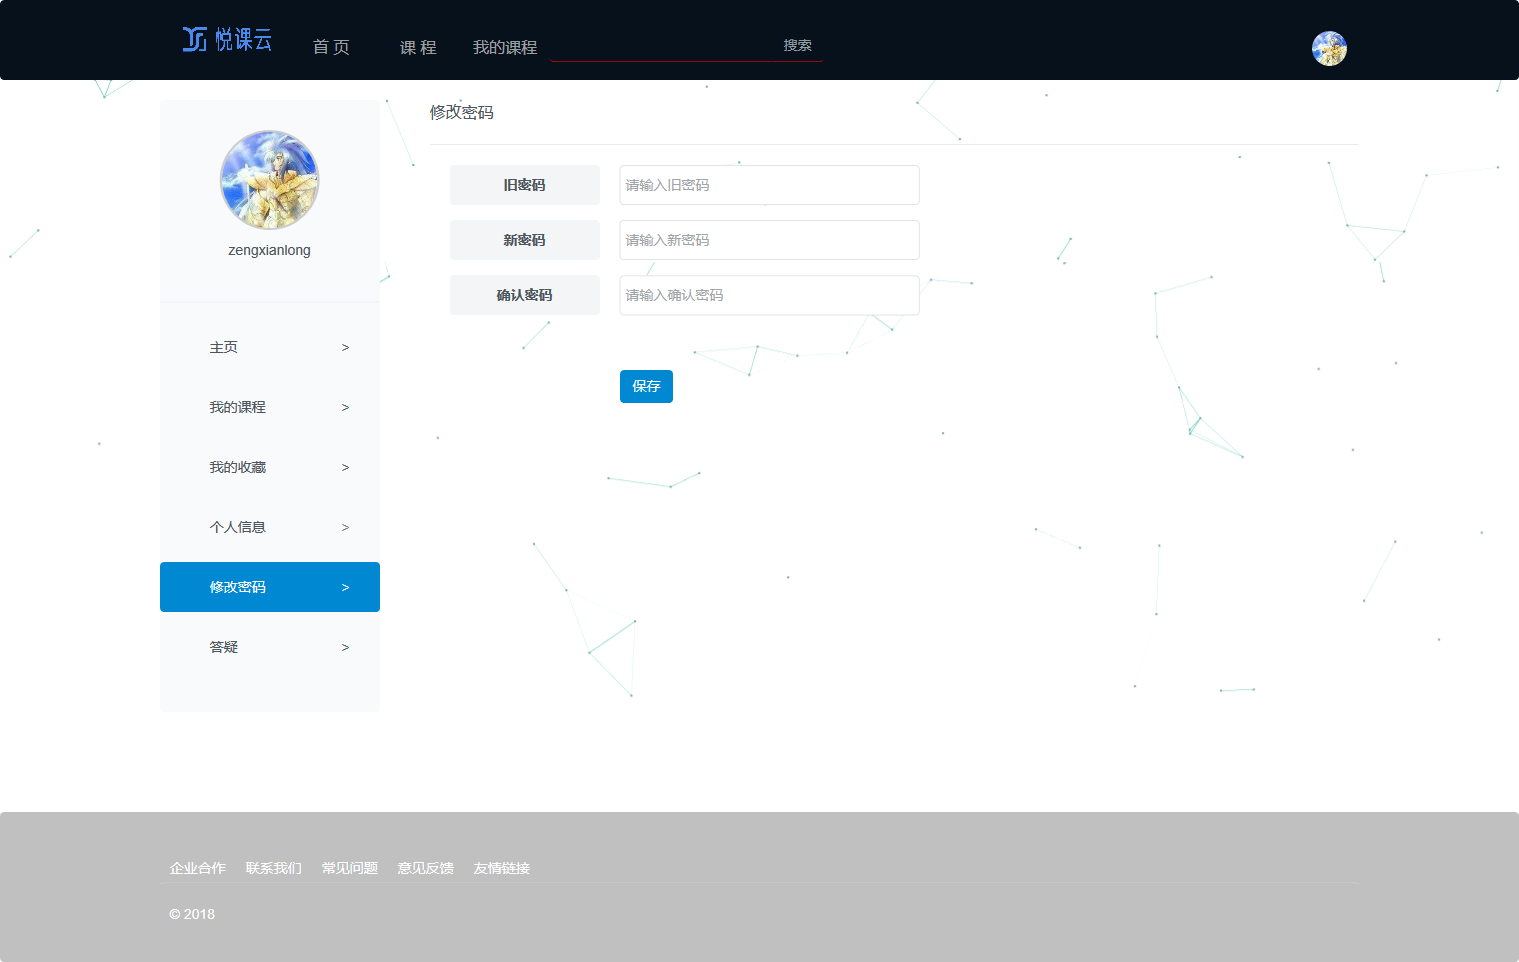 悦课云
首 页
课 程
我的课程
搜索
zengxianlong
主页 >
我的课程 >
我的收藏 >
个人信息 >
修改密码 >
答疑 >
修改密码
旧密码 请输入旧密码
新密码 请输入新密码
确认密码 请输入确认密码
保存
企业合作 联系我们 常见问题 意见反馈 友情链接
© 2018